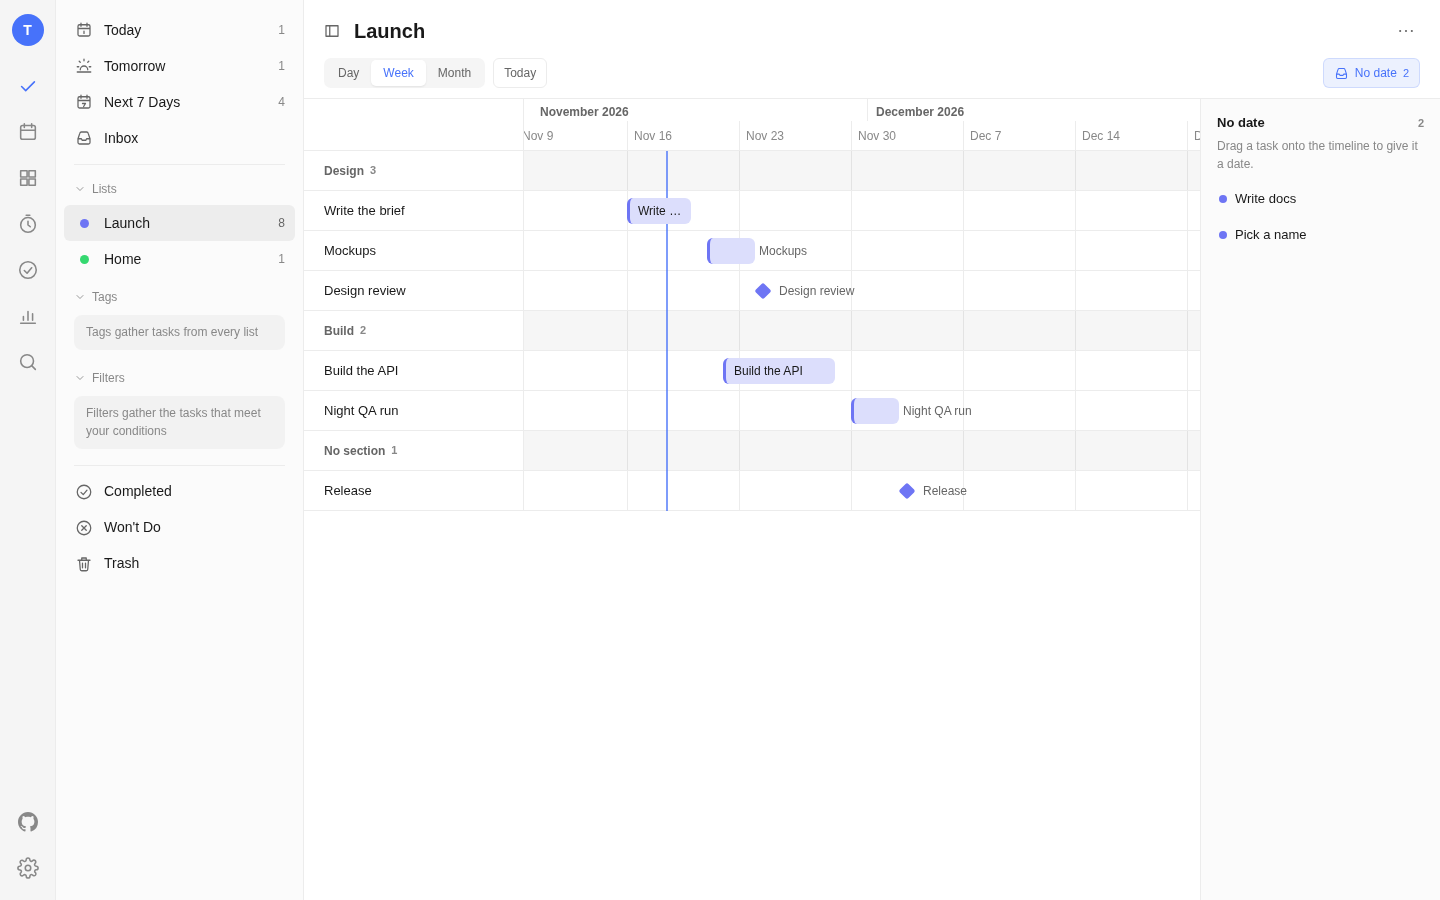 T
Today 1
Tomorrow 1
Next 7 Days 4
Inbox
Lists
Launch 8
Home 1
Tags
Tags gather tasks from every list
Filters
Filters gather the tasks that meet
your conditions
Completed
Won't Do
Trash
Launch
Day Week Month Today
No date 2
November 2026 December 2026
Nov 9 Nov 16 Nov 23 Nov 30 Dec 7 Dec 14 D
Design 3
Write the brief Write …
Mockups Mockups
Design review Design review
Build 2
Build the API Build the API
Night QA run Night QA run
No section 1
Release Release
No date 2
Drag a task onto the timeline to give it
a date.
Write docs
Pick a name